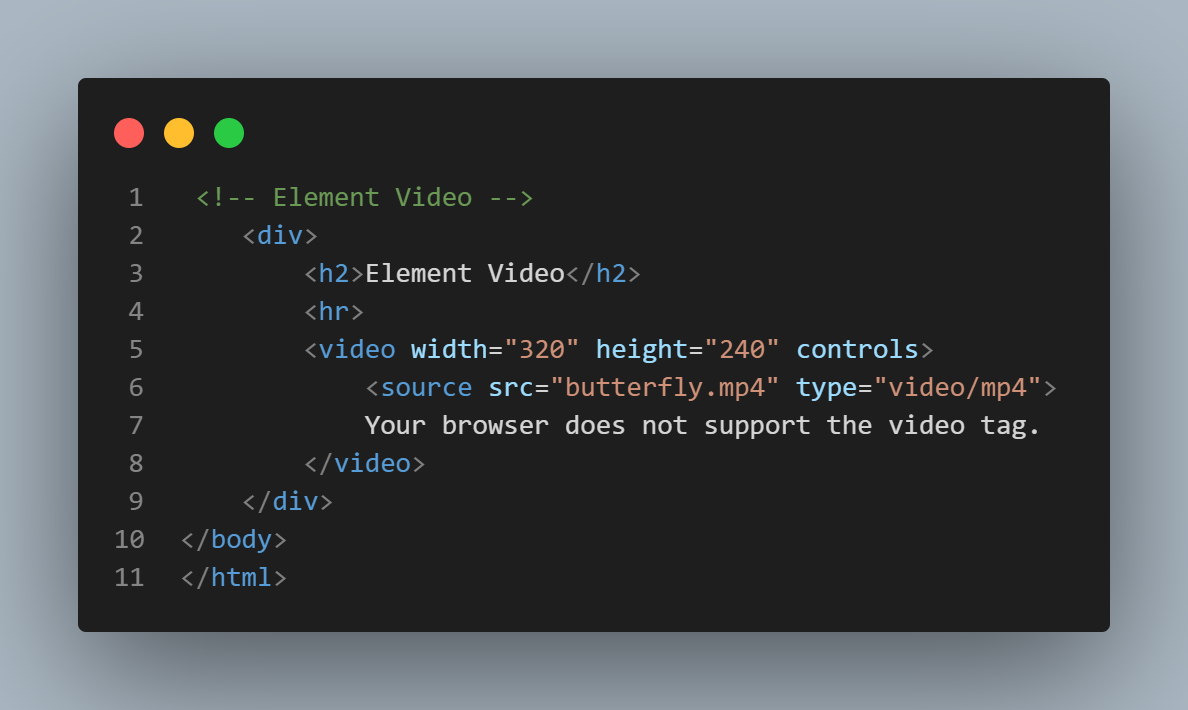 1 <!-- Element Video -->
2 <div>
3 <h2>Element Video</h2>
4 <hr>
5 <video width="320" height="240" controls>
6 <source src="butterfly.mp4" type="video/mp4">
7 Your browser does not support the video tag.
8 </video>
9 </div>
10 </body>
11 </html>